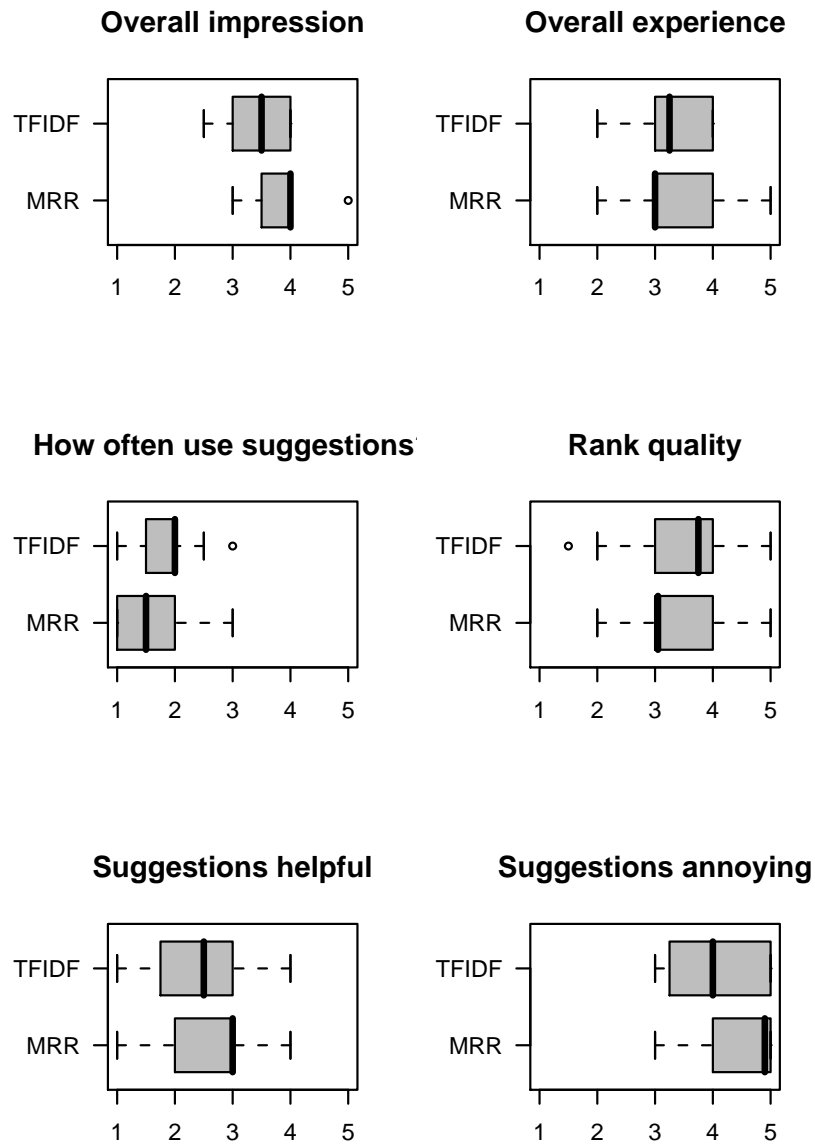 Overall impression
TFIDF
MRR
1 2 3 4 5
Overall experience
TFIDF
MRR
1 2 3 4 5
How often use suggestions
TFIDF
MRR
1 2 3 4 5
Rank quality
TFIDF
MRR
1 2 3 4 5
Suggestions helpful
TFIDF
MRR
1 2 3 4 5
Suggestions annoying
TFIDF
MRR
1 2 3 4 5